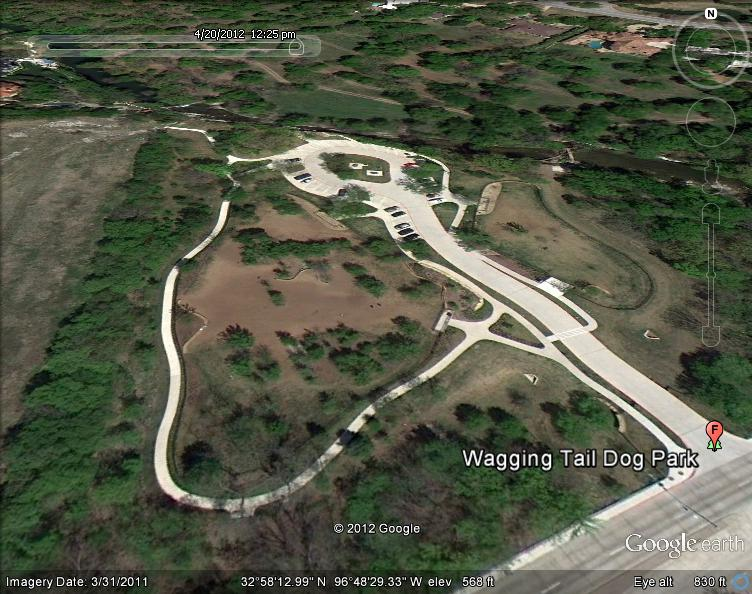 4/20/2012 12:25 pm
N
F
Wagging Tail Dog Park
© 2012 Google
Google earth
Imagery Date: 3/31/2011 32°58'12.99" N 96°48'29.33" W elev 568 ft Eye alt 830 ft